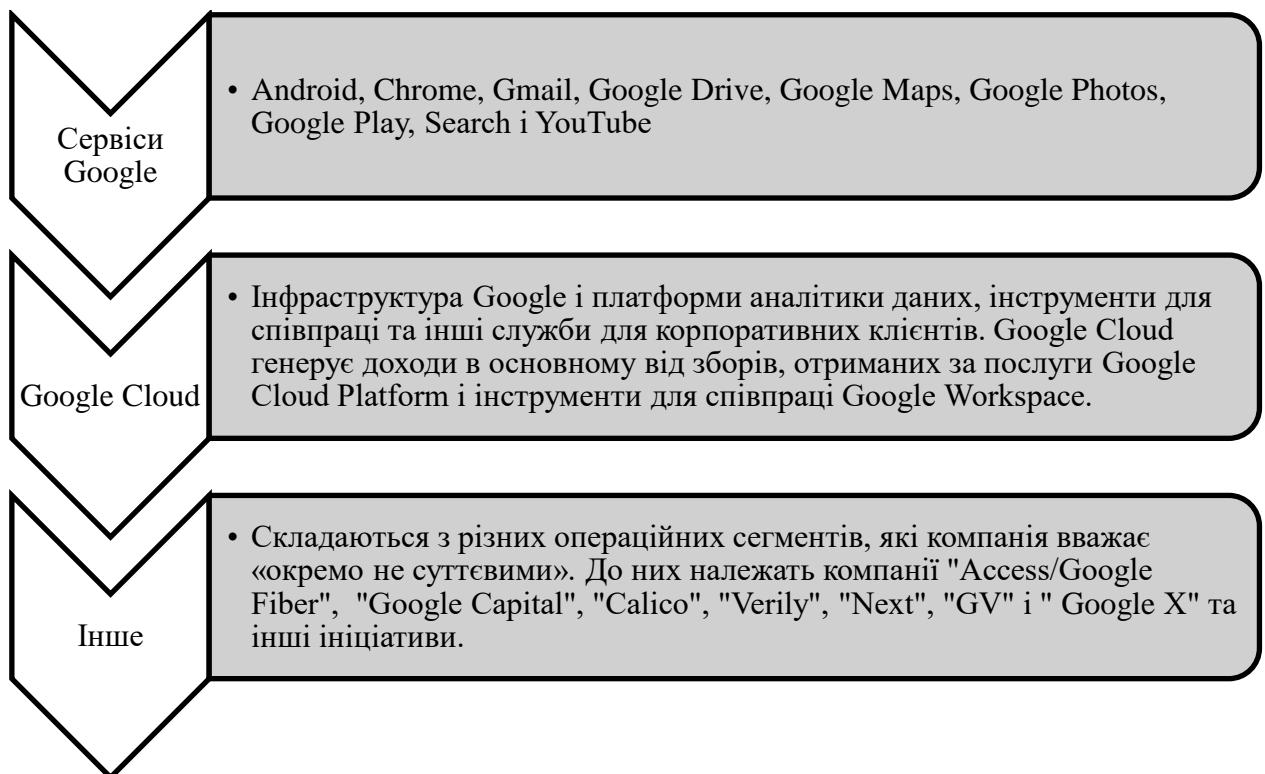 Сервіси
Google
• Android, Chrome, Gmail, Google Drive, Google Maps, Google Photos,
Google Play, Search і YouTube
Google Cloud
• Інфраструктура Google і платформи аналітики даних, інструменти для
співпраці та інші служби для корпоративних клієнтів. Google Cloud
генерує доходи в основному від зборів, отриманих за послуги Google
Cloud Platform і інструменти для співпраці Google Workspace.
Інше
• Складаються з різних операційних сегментів, які компанія вважає
«окремо не суттєвими». До них належать компанії "Access/Google
Fiber", "Google Capital", "Calico", "Verily", "Next", "GV" і " Google X" та
інші ініціативи.